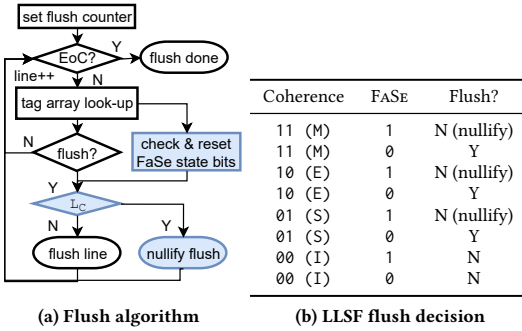 set flush counter
EoC?
Y
flush done
line++
N
tag array look-up
N
flush?
check & reset
FaSe state bits
Y
L_C
N
Y
flush line
nullify flush
(a) Flush algorithm
Coherence FASE Flush?
11 (M) 1 N (nullify)
11 (M) 0 Y
10 (E) 1 N (nullify)
10 (E) 0 Y
01 (S) 1 N (nullify)
01 (S) 0 Y
00 (I) 1 N
00 (I) 0 N
(b) LLSF flush decision